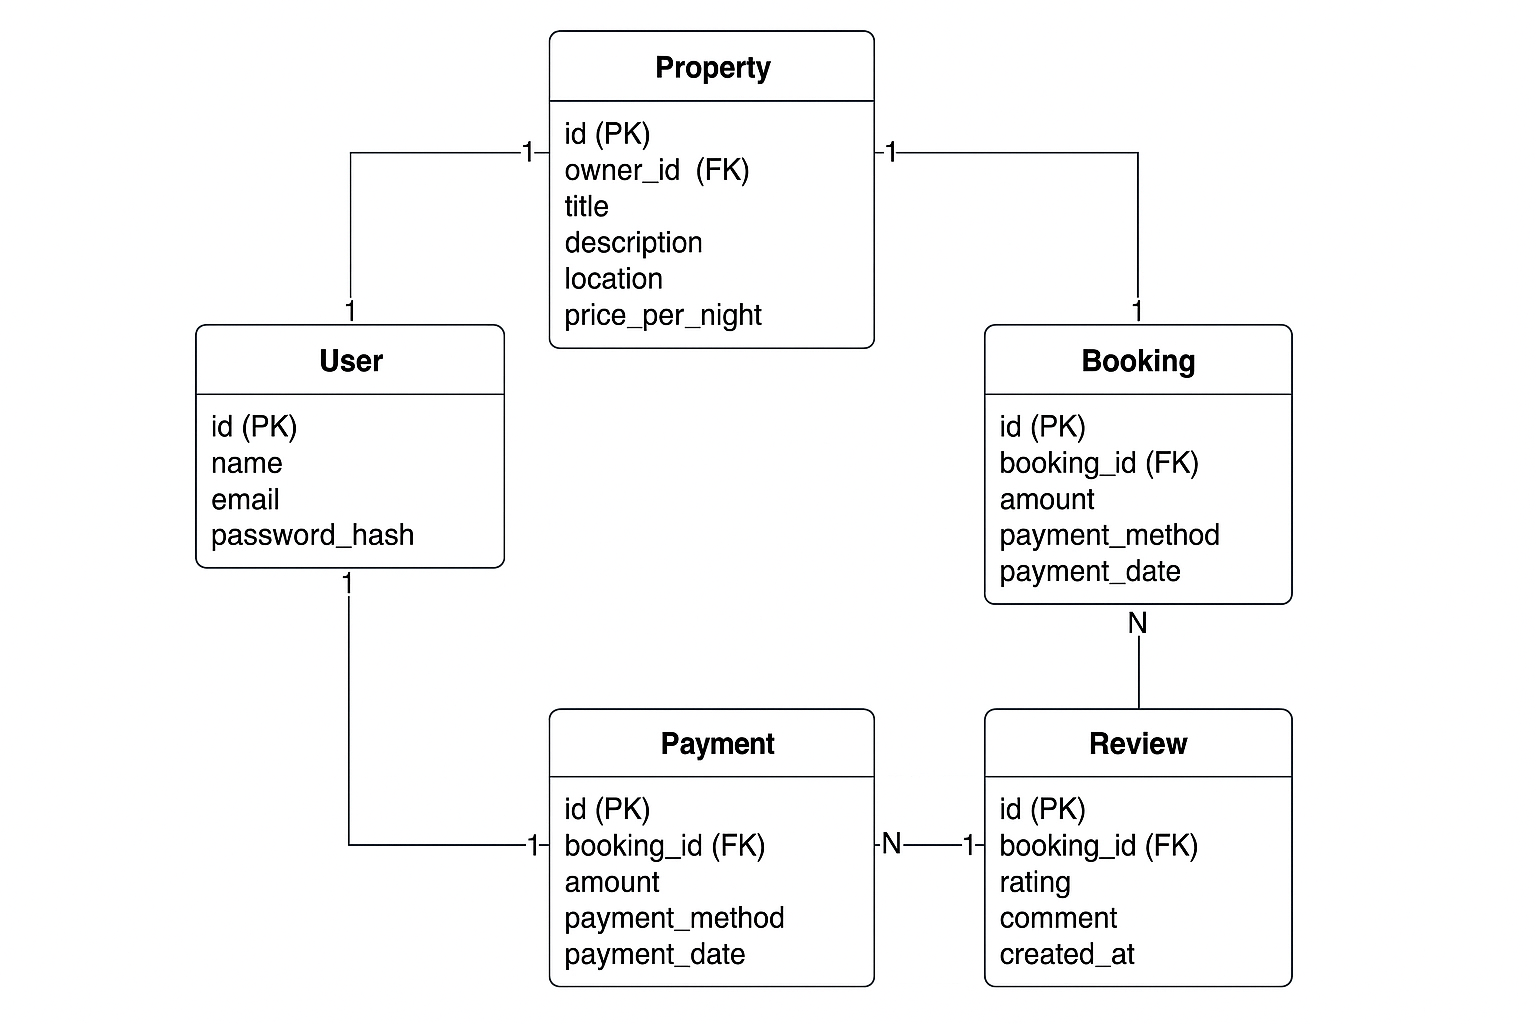 Property
id (PK)
owner_id (FK)
title
description
location
price_per_night
1
1
1
1
User
id (PK)
name
email
password_hash
1
Booking
id (PK)
booking_id (FK)
amount
payment_method
payment_date
N
Payment
id (PK)
booking_id (FK)
amount
payment_method
payment_date
1
N
1
Review
id (PK)
booking_id (FK)
rating
comment
created_at